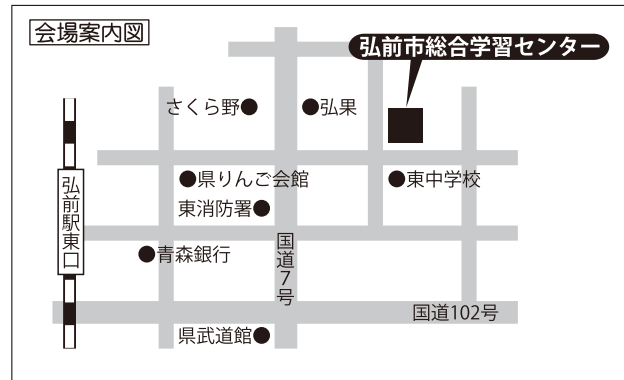 会場案内図
弘前市総合学習センター
さくら野
弘果
県りんご会館
東中学校
東消防署
弘前駅東口
青森銀行
国道7号
国道102号
県武道館